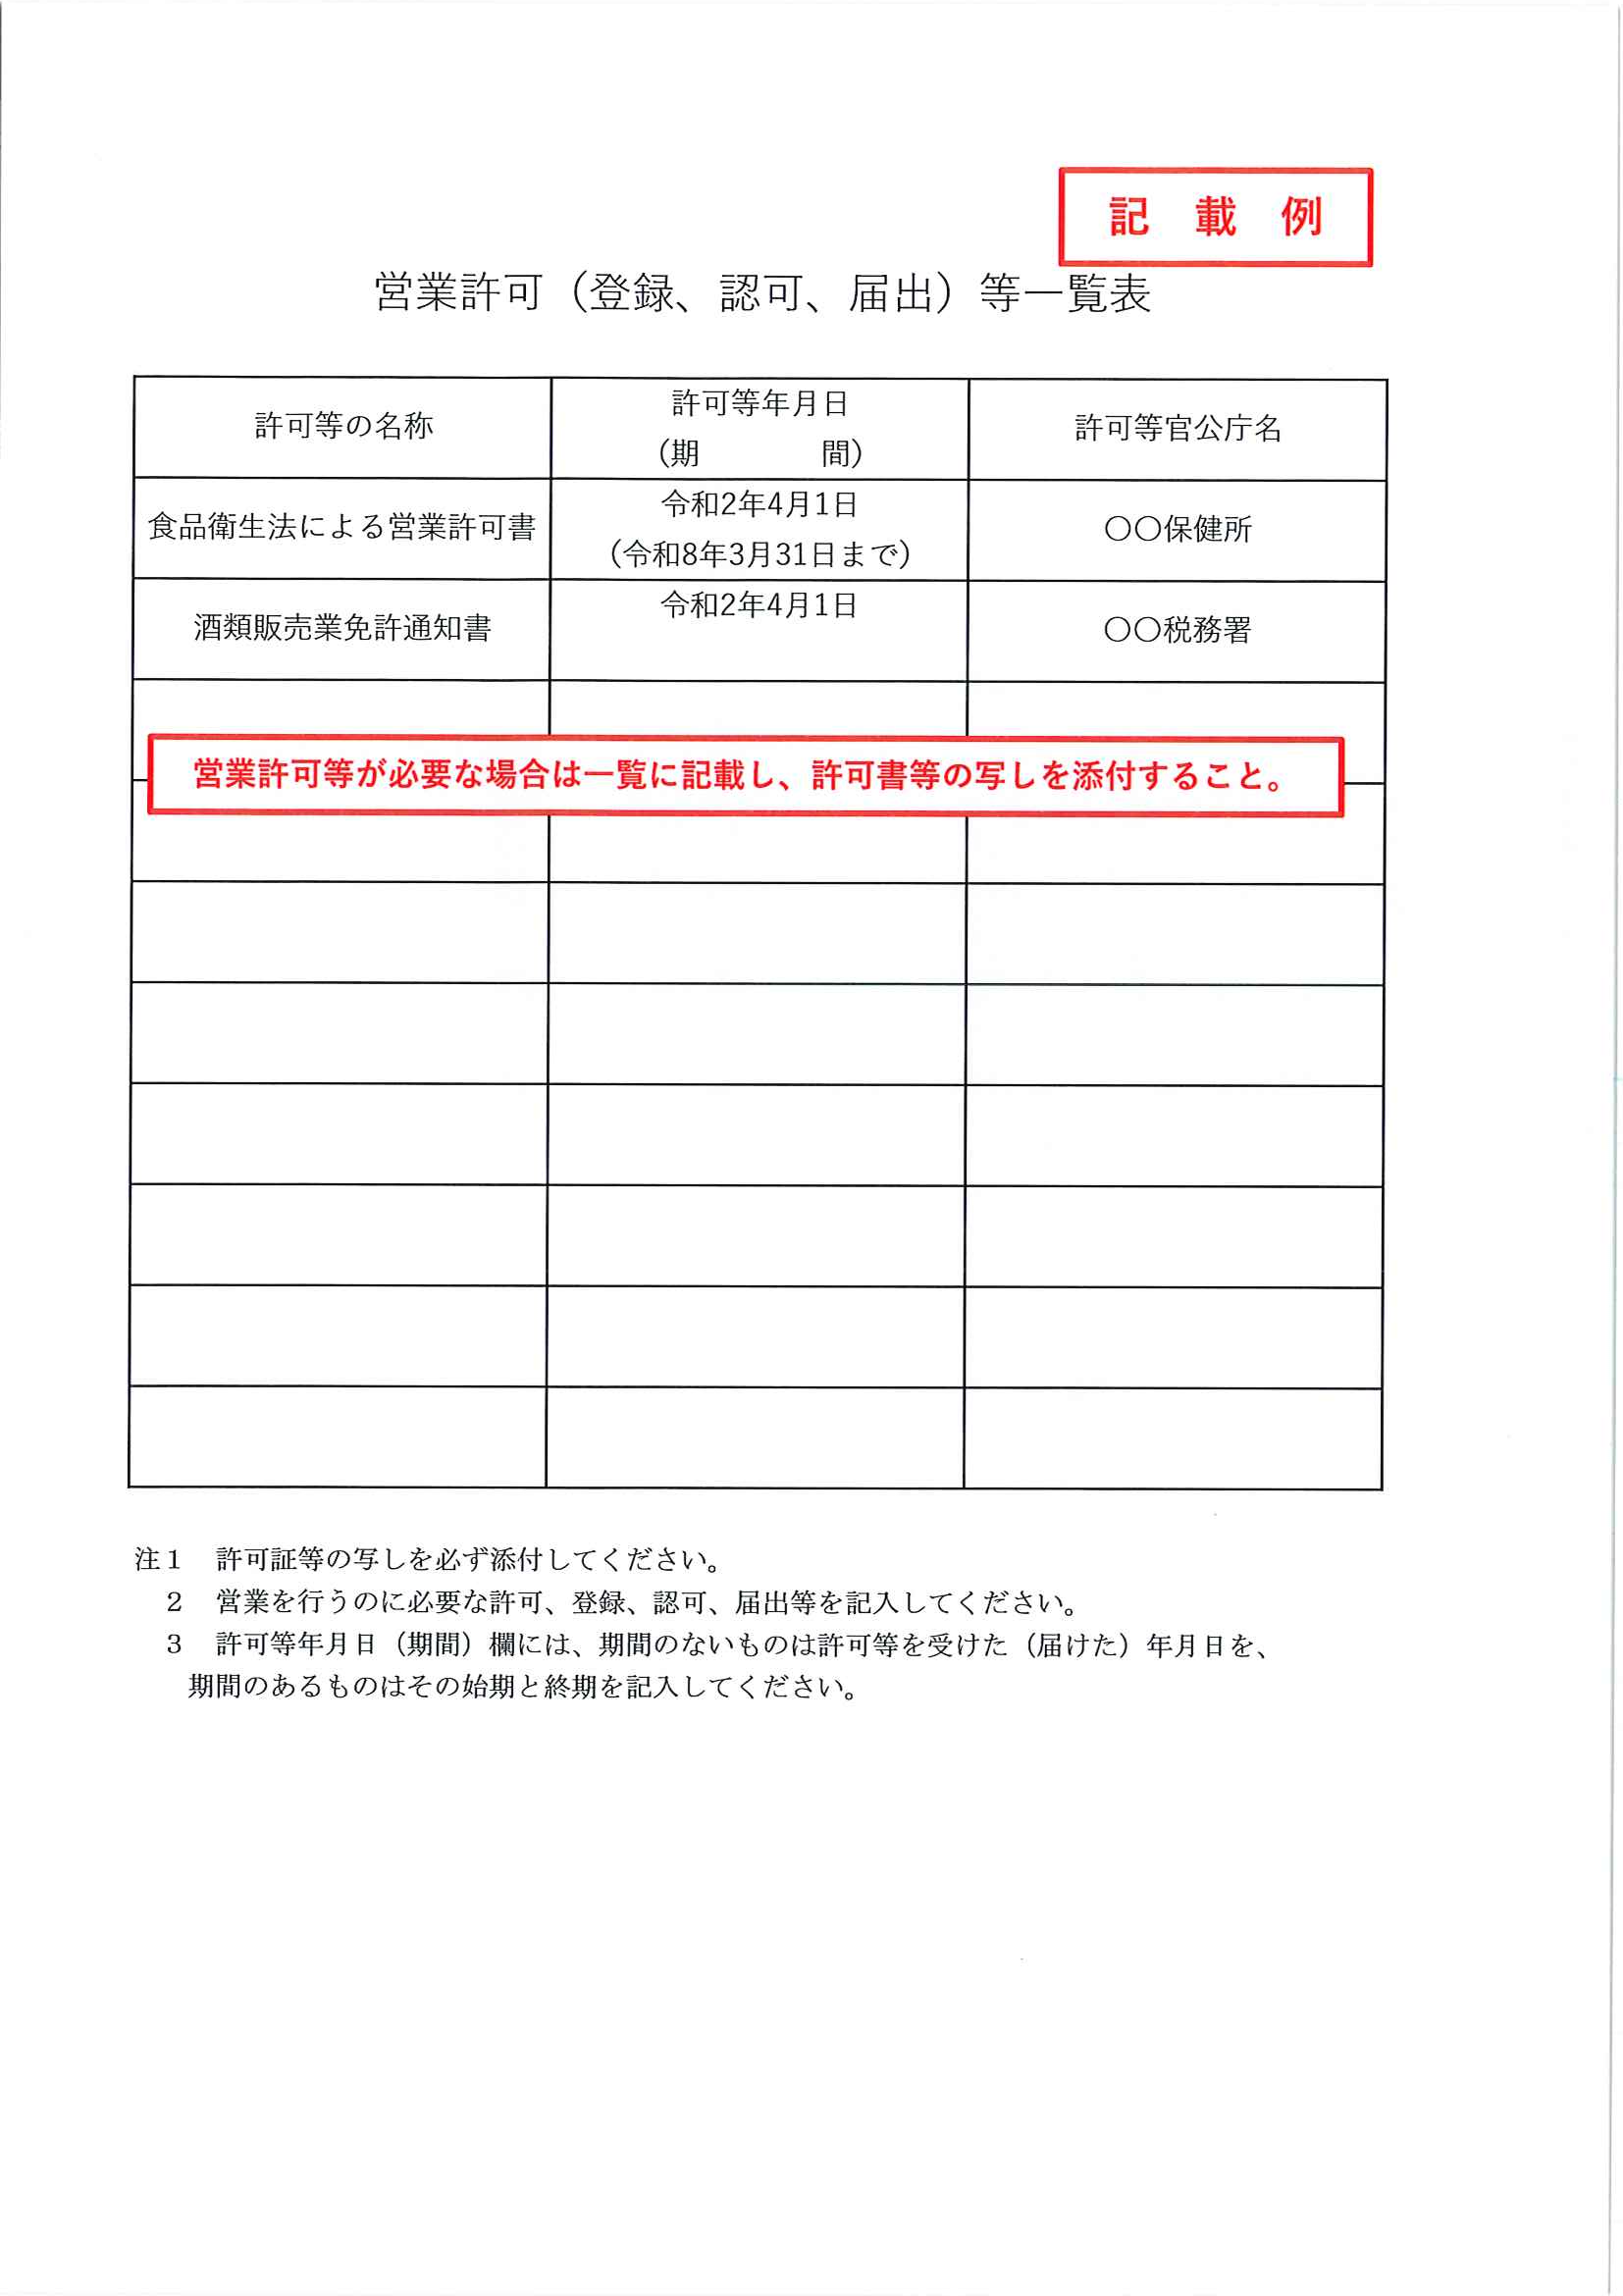 記　載　例
営業許可（登録、認可、届出）等一覧表
許可等の名称
許可等年月日
（期　　　　間）
許可等官公庁名
食品衛生法による営業許可書
令和2年4月1日
（令和8年3月31日まで）
〇〇保健所
酒類販売業免許通知書
令和2年4月1日
〇〇税務署
営業許可等が必要な場合は一覧に記載し、許可書等の写しを添付すること。
注１　許可証等の写しを必ず添付してください。
２　営業を行うのに必要な許可、登録、認可、届出等を記入してください。
３　許可等年月日（期間）欄には、期間のないものは許可等を受けた（届けた）年月日を、
期間のあるものはその始期と終期を記入してください。